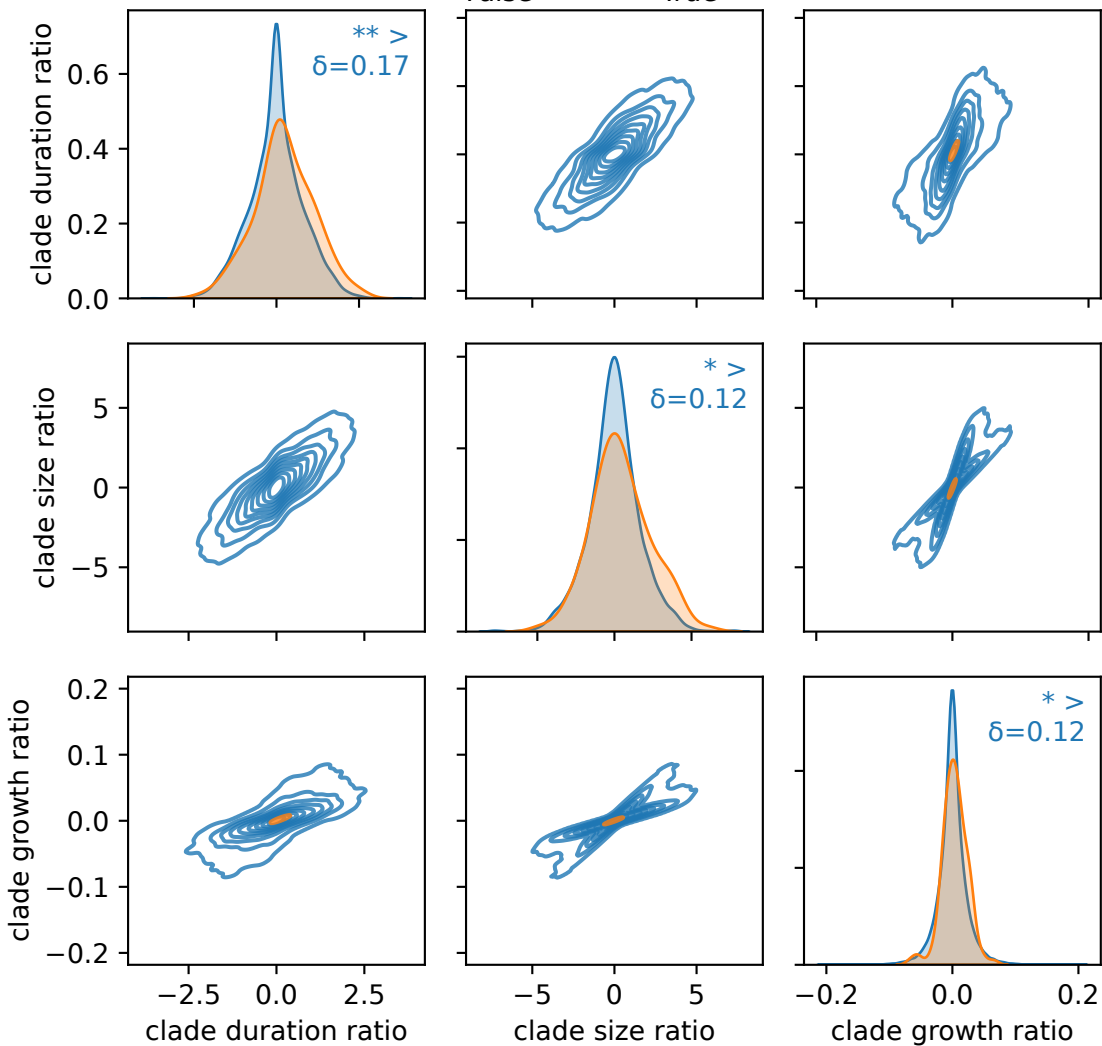 clade duration ratio
0.6
0.4
0.2
0.0
** >
δ=0.17
clade size ratio
5
0
−5
* >
δ=0.12
clade growth ratio
0.2
0.1
0.0
−0.1
−0.2
* >
δ=0.12
−2.5 0.0 2.5
−5 0 5
−0.2 0.0 0.2
clade duration ratio
clade size ratio
clade growth ratio